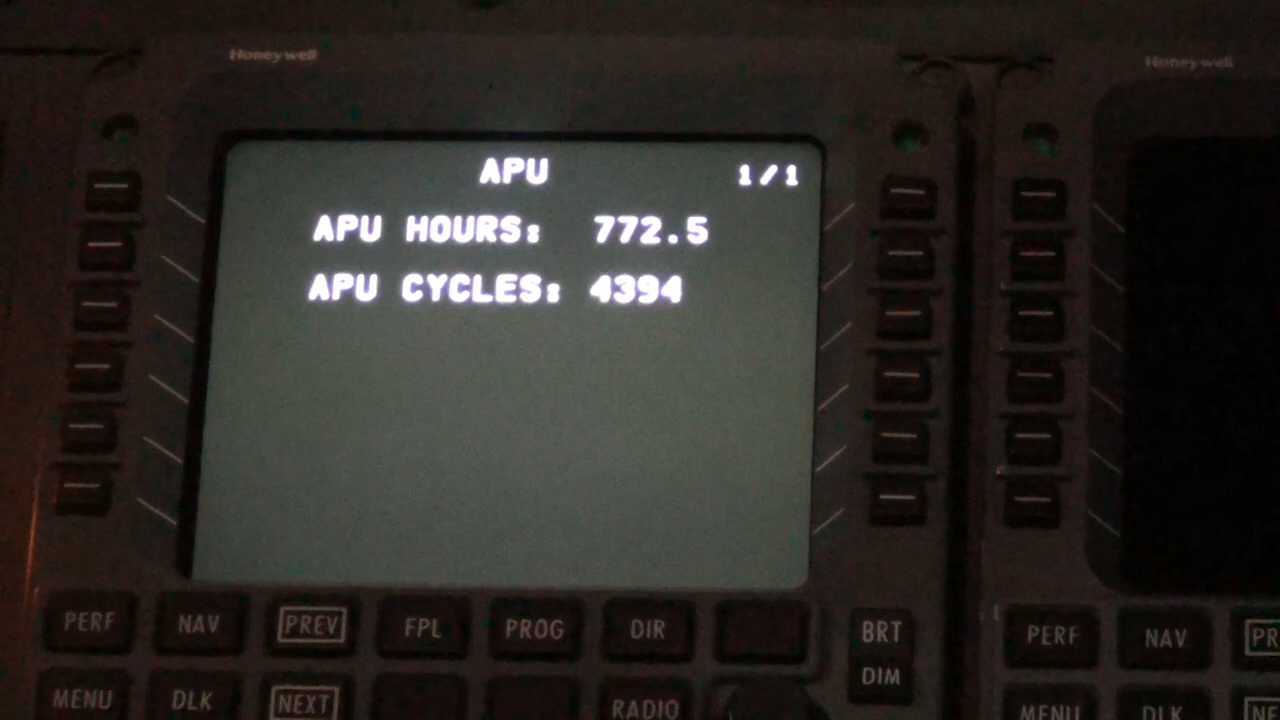 Honeywell
Honeywell
APU 1/1
APU HOURS: 772.5
APU CYCLES: 4394
PERF NAV PREV FPL PROG DIR BRT PERF NAV PR
DIM
MENU DLK NEXT RADIO MENU DLK NE